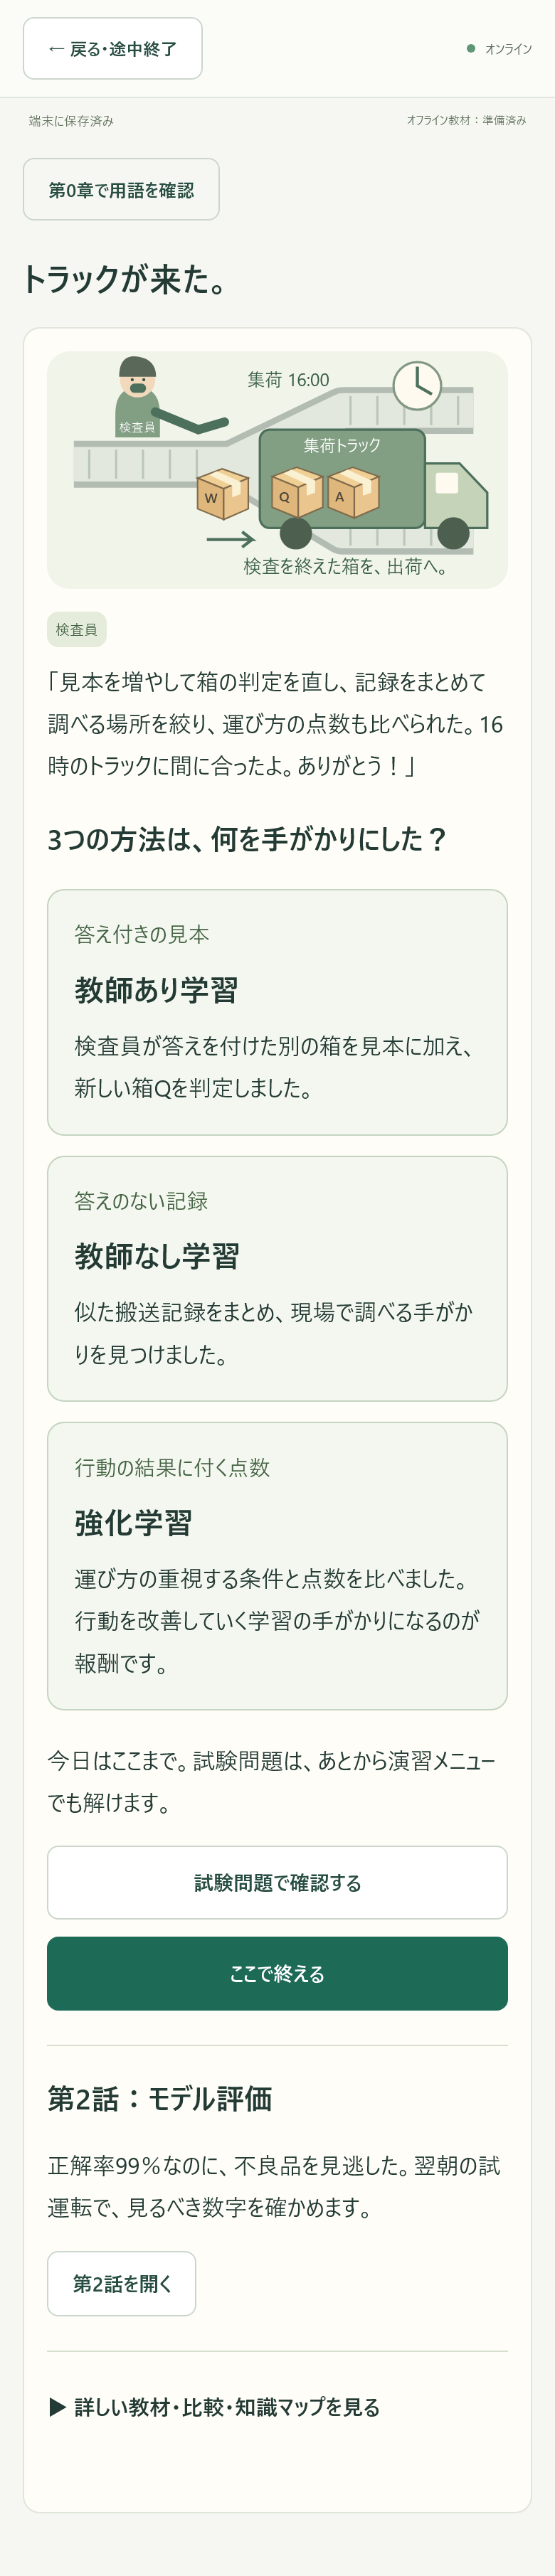 ← 戻る・途中終了
オンライン
端末に保存済み
オフライン教材：準備済み
第0章で用語を確認
トラックが来た。
集荷 16:00
検査員
集荷トラック
W
Q
A
検査を終えた箱を、出荷へ。
検査員
「見本を増やして箱の判定を直し、記録をまとめて
調べる場所を絞り、運び方の点数も比べられた。16
時のトラックに間に合ったよ。ありがとう！」
3つの方法は、何を手がかりにした？
答え付きの見本
教師あり学習
検査員が答えを付けた別の箱を見本に加え、
新しい箱Qを判定しました。
答えのない記録
教師なし学習
似た搬送記録をまとめ、現場で調べる手がか
りを見つけました。
行動の結果に付く点数
強化学習
運び方の重視する条件と点数を比べました。
行動を改善していく学習の手がかりになるのが
報酬です。
今日はここまで。試験問題は、あとから演習メニュー
でも解けます。
試験問題で確認する
ここで終える
第2話：モデル評価
正解率99％なのに、不良品を見逃した。翌朝の試
運転で、見るべき数字を確かめます。
第2話を開く
▶ 詳しい教材・比較・知識マップを見る